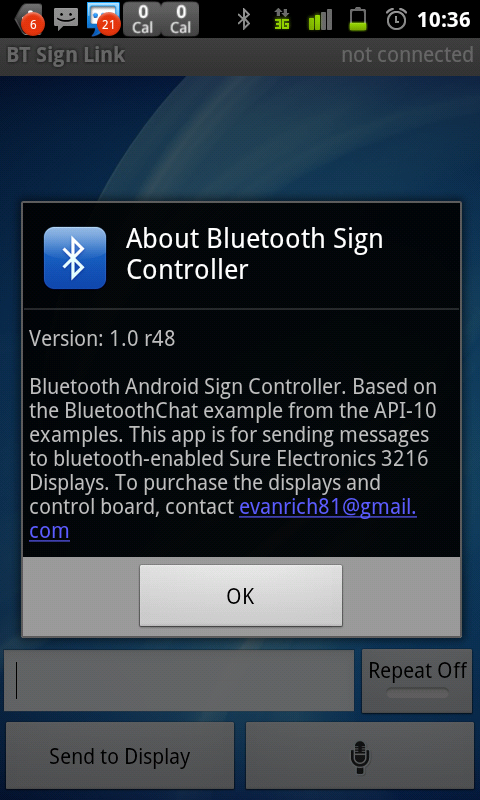 6
21
0 Cal
0 Cal
3G
10:36
BT Sign Link not connected
About Bluetooth Sign
Controller
Version: 1.0 r48
Bluetooth Android Sign Controller. Based on
the BluetoothChat example from the API-10
examples. This app is for sending messages
to bluetooth-enabled Sure Electronics 3216
Displays. To purchase the displays and
control board, contact evanrich81@gmail.
com
OK
Repeat Off
Send to Display